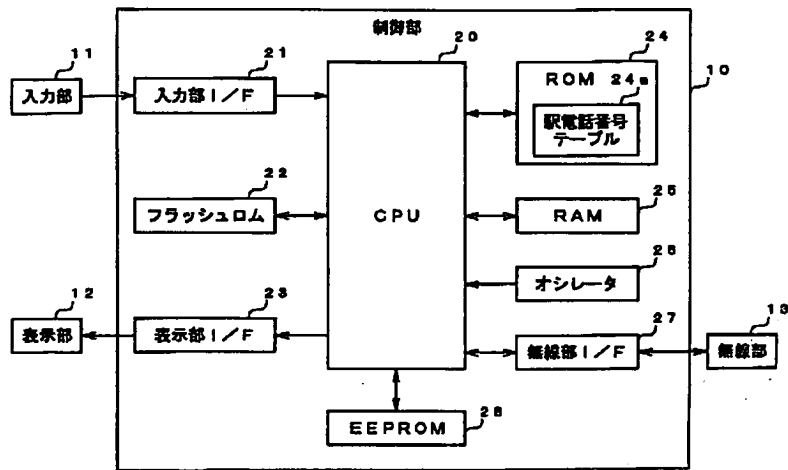 制御部
11
入力部
21
入力部I/F
20
CPU
24
ROM
24a
駅電話番号
テーブル
10
22
フラッシュロム
25
RAM
26
オシレータ
12
表示部
23
表示部I/F
27
無線部I/F
13
無線部
EEPROM
28